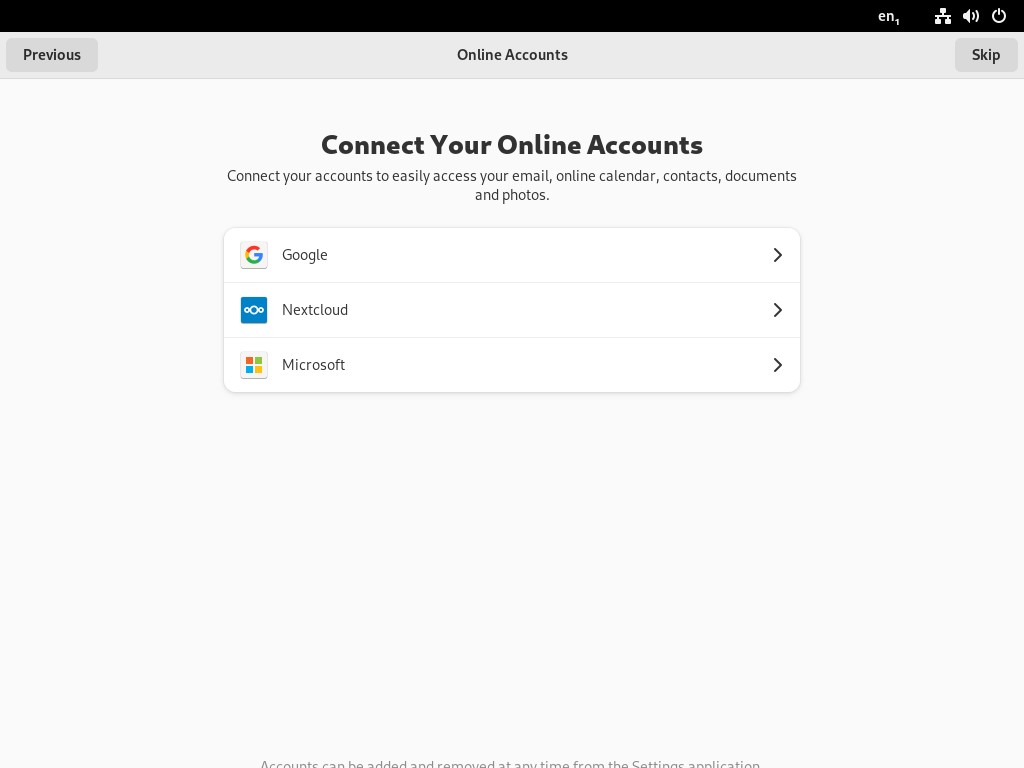 en₁
Previous
Online Accounts
Skip
Connect Your Online Accounts
Connect your accounts to easily access your email, online calendar, contacts, documents
and photos.
Google
Nextcloud
Microsoft
Accounts can be added and removed at any time from the Settings application.